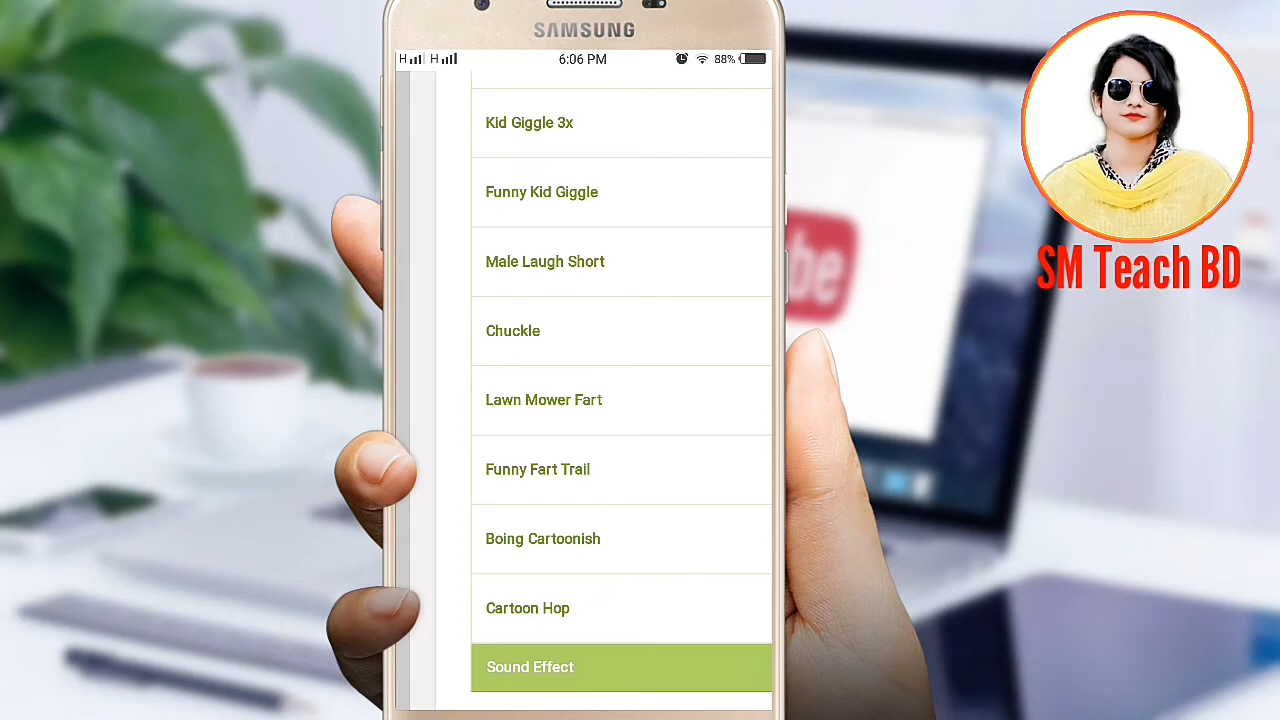 SAMSUNG
H H 6:06 PM 88%
Kid Giggle 3x
Funny Kid Giggle
Male Laugh Short
Chuckle
Lawn Mower Fart
Funny Fart Trail
Boing Cartoonish
Cartoon Hop
Sound Effect
be
SM Teach BD